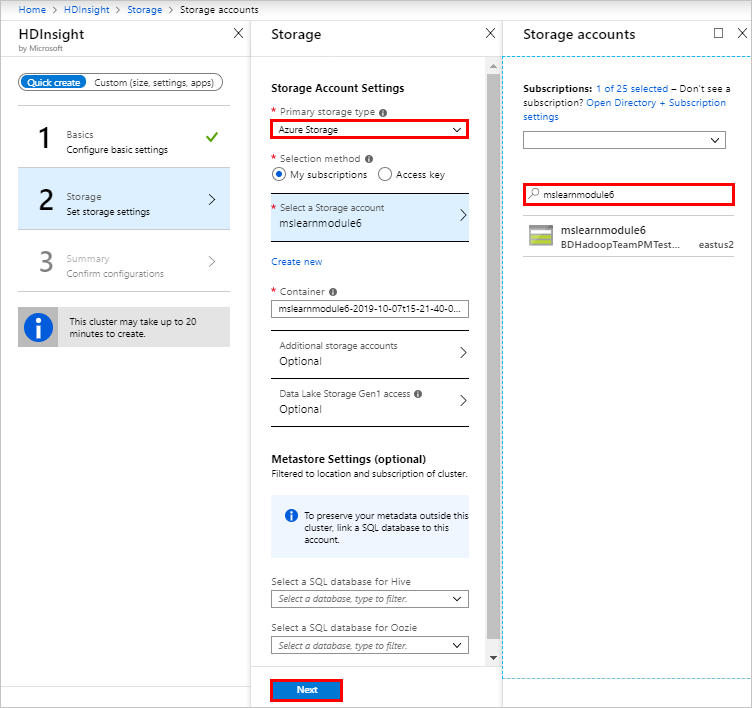 Home > HDInsight > Storage > Storage accounts
HDInsight
by Microsoft
Quick create
Custom (size, settings, apps)
1
Basics
Configure basic settings
2
Storage
Set storage settings
3
Summary
Confirm configurations
This cluster may take up to 20
minutes to create.
Storage
Storage Account Settings
* Primary storage type
Azure Storage
* Selection method
My subscriptions
Access key
* Select a Storage account
mslearnmodule6
Create new
* Container
mslearnmodule6-2019-10-07t15-21-40-0...
Additional storage accounts
Optional
Data Lake Storage Gen1 access
Optional
Metastore Settings (optional)
Filtered to location and subscription of cluster.
To preserve your metadata outside this
cluster, link a SQL database to this
account.
Select a SQL database for Hive
Select a database, type to filter.
Select a SQL database for Oozie
Select a database, type to filter.
Next
Storage accounts
Subscriptions: 1 of 25 selected – Don't see a
subscription? Open Directory + Subscription
settings
mslearnmodule6
mslearnmodule6
BDHadoopTeamPMTest...
eastus2